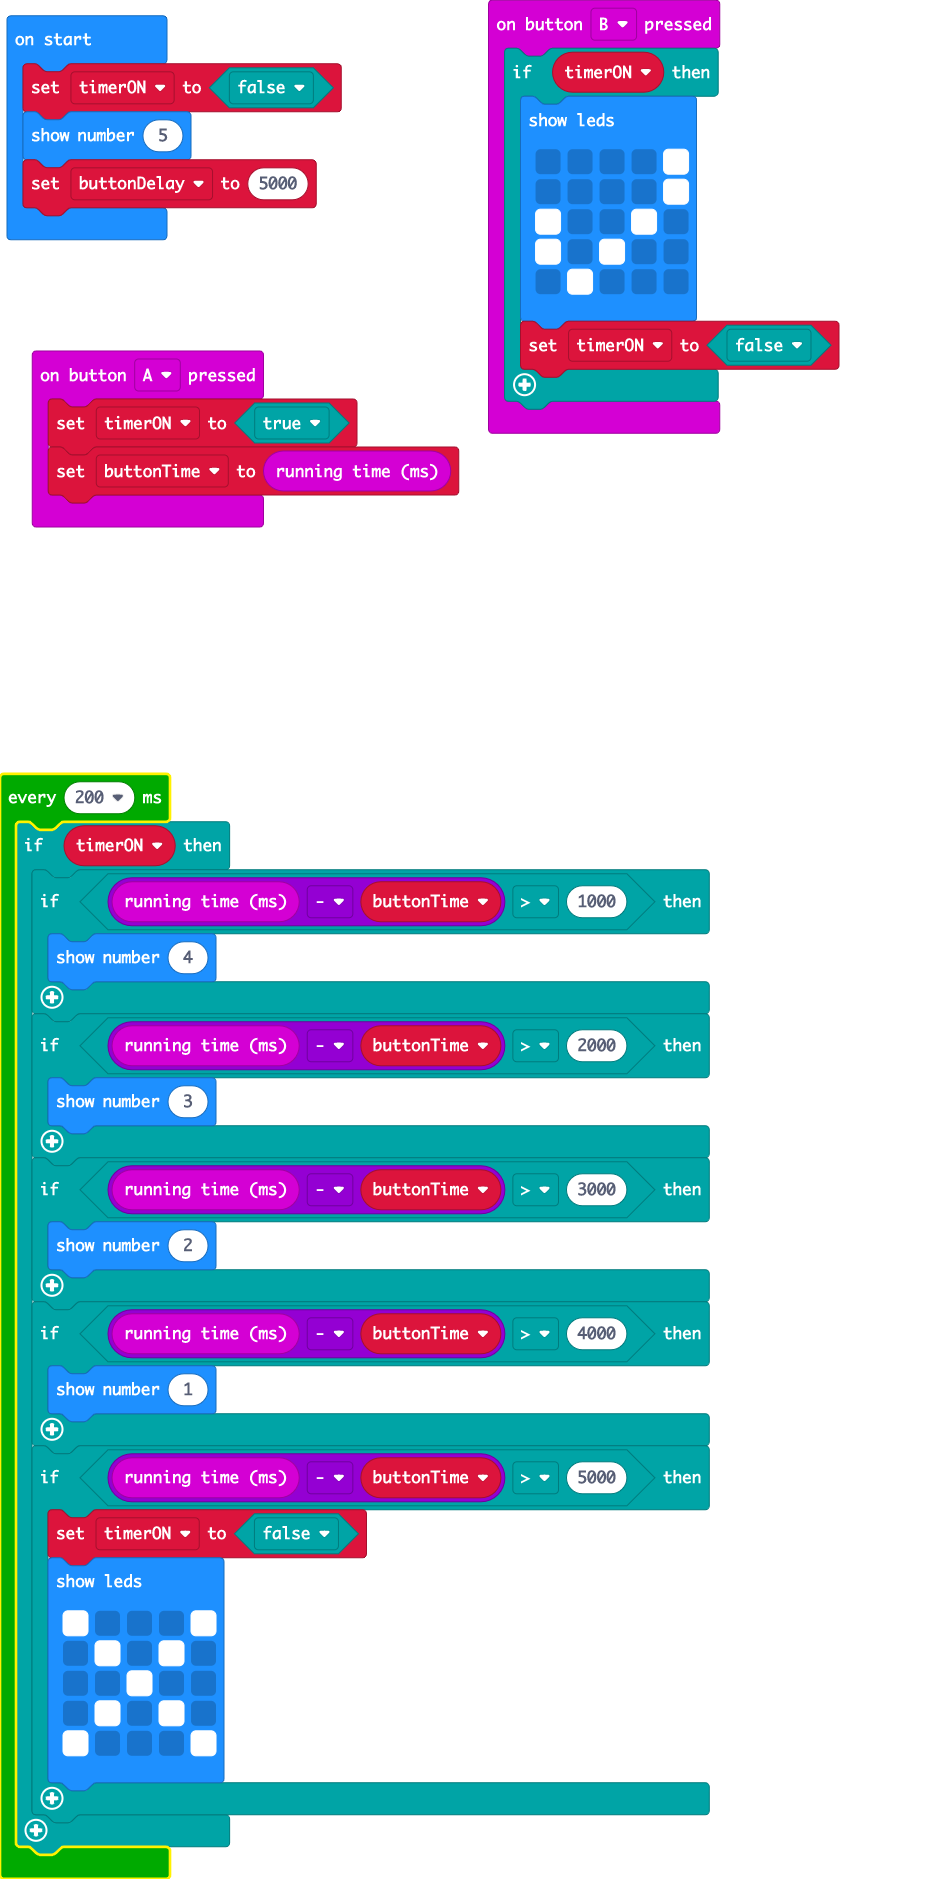 on start
set timerON to false
show number 5
set buttonDelay to 5000
on button A pressed
set timerON to true
set buttonTime to running time (ms)
on button B pressed
if timerON then
show leds
set timerON to false
every 200 ms
if timerON then
if running time (ms) - buttonTime > 1000 then
show number 4
if running time (ms) - buttonTime > 2000 then
show number 3
if running time (ms) - buttonTime > 3000 then
show number 2
if running time (ms) - buttonTime > 4000 then
show number 1
if running time (ms) - buttonTime > 5000 then
set timerON to false
show leds